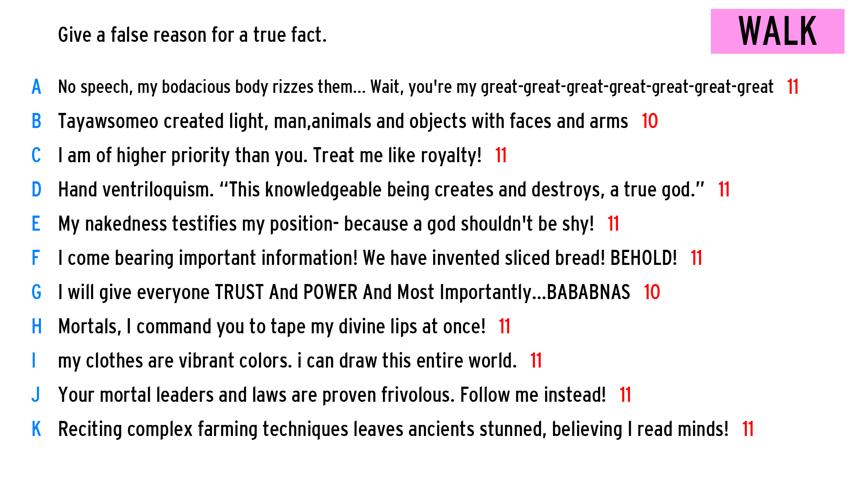 Give a false reason for a true fact.
WALK
A No speech, my bodacious body rizzes them... Wait, you're my great-great-great-great-great-great-great 11
B Tayawsomeo created light, man,animals and objects with faces and arms 10
C I am of higher priority than you. Treat me like royalty! 11
D Hand ventriloquism. “This knowledgeable being creates and destroys, a true god.” 11
E My nakedness testifies my position- because a god shouldn't be shy! 11
F I come bearing important information! We have invented sliced bread! BEHOLD! 11
G I will give everyone TRUST And POWER And Most Importantly...BABABNAS 10
H Mortals, I command you to tape my divine lips at once! 11
I my clothes are vibrant colors. i can draw this entire world. 11
J Your mortal leaders and laws are proven frivolous. Follow me instead! 11
K Reciting complex farming techniques leaves ancients stunned, believing I read minds! 11